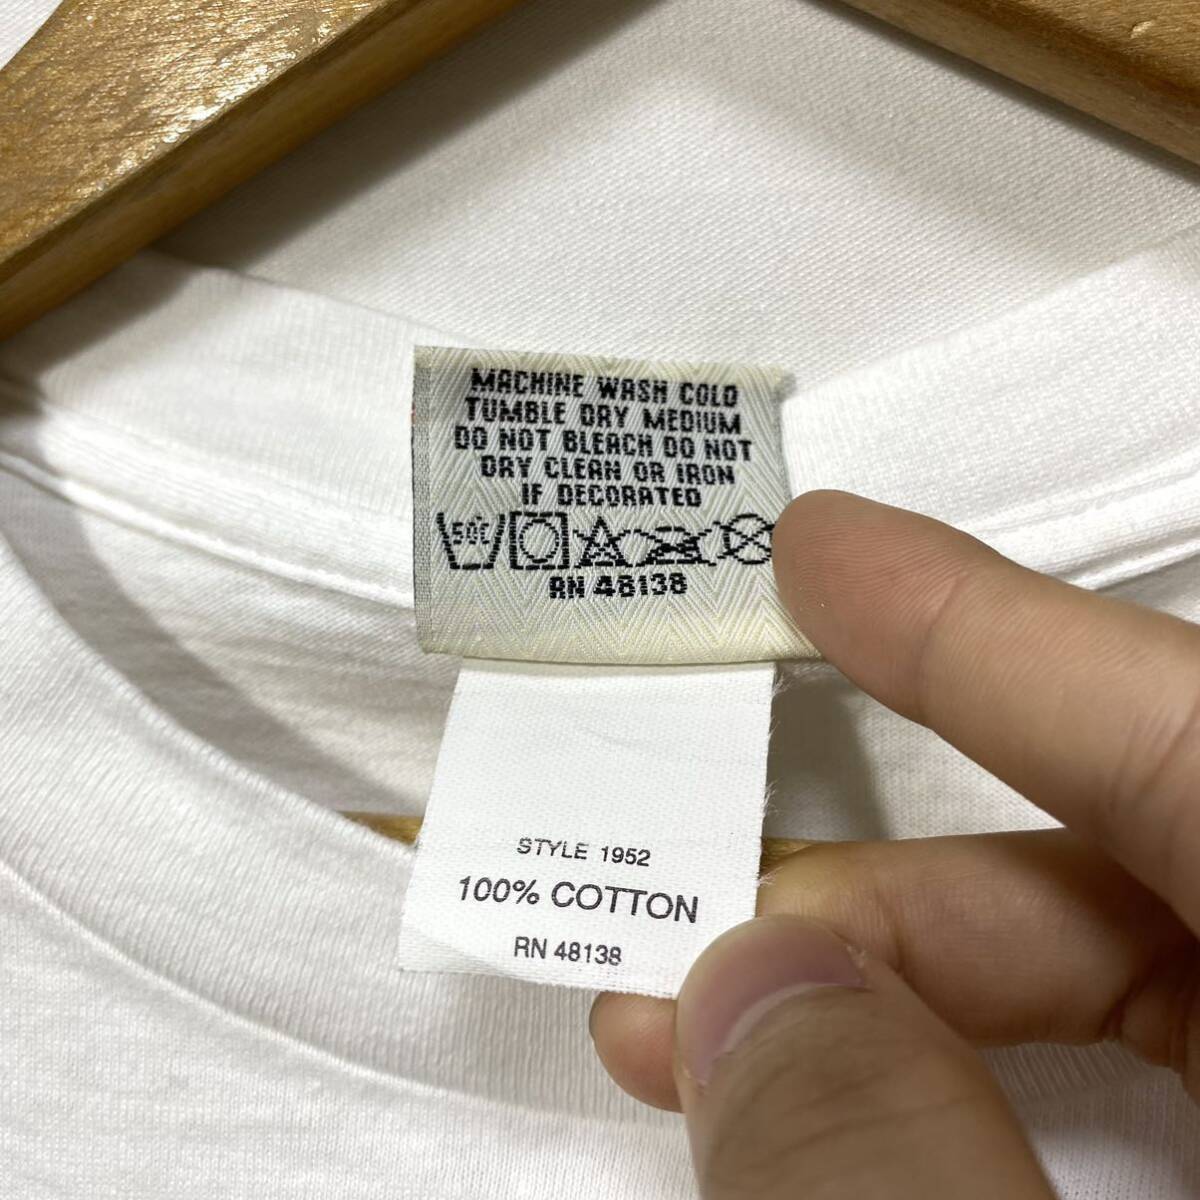 MACHINE WASH COLD
TUMBLE DRY MEDIUM
DO NOT BLEACH DO NOT
DRY CLEAN OR IRON
IF DECORATED
50C
RN 48138
STYLE 1952
100% COTTON
RN 48138